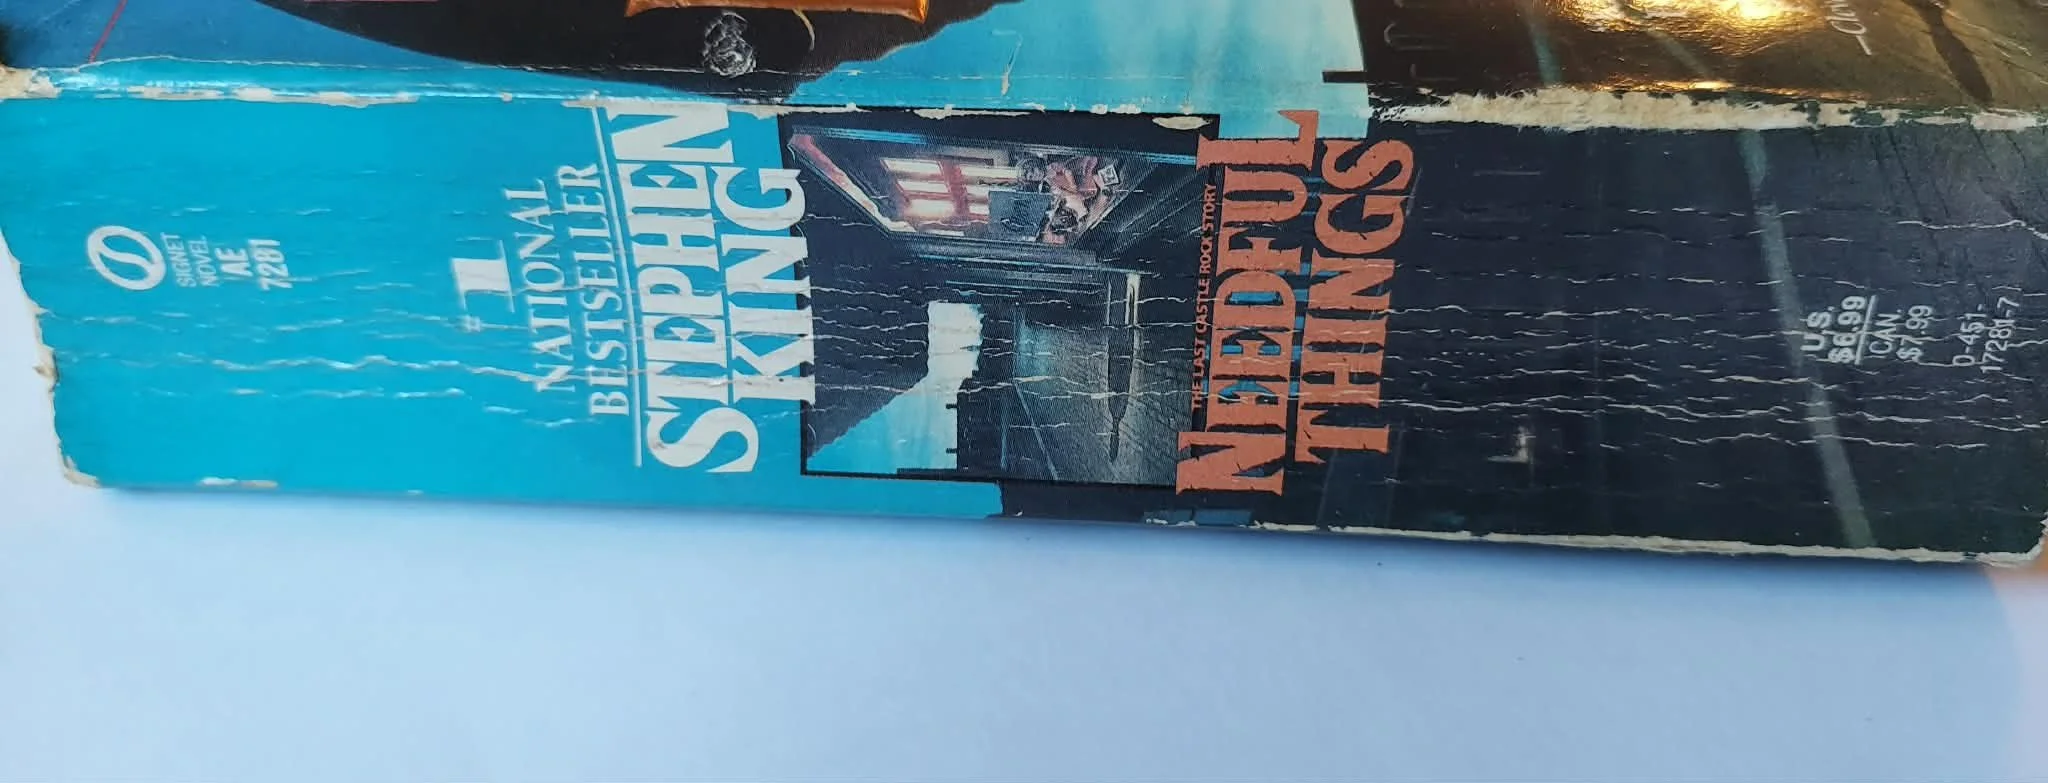 SIGNET
NOVEL
AE
7281
#1
NATIONAL
BESTSELLER
STEPHEN
KING
THE LAST CASTLE ROCK STORY
NEEDFUL
THINGS
U.S.
$6.99
CAN.
$7.99
0-451-
17281-7